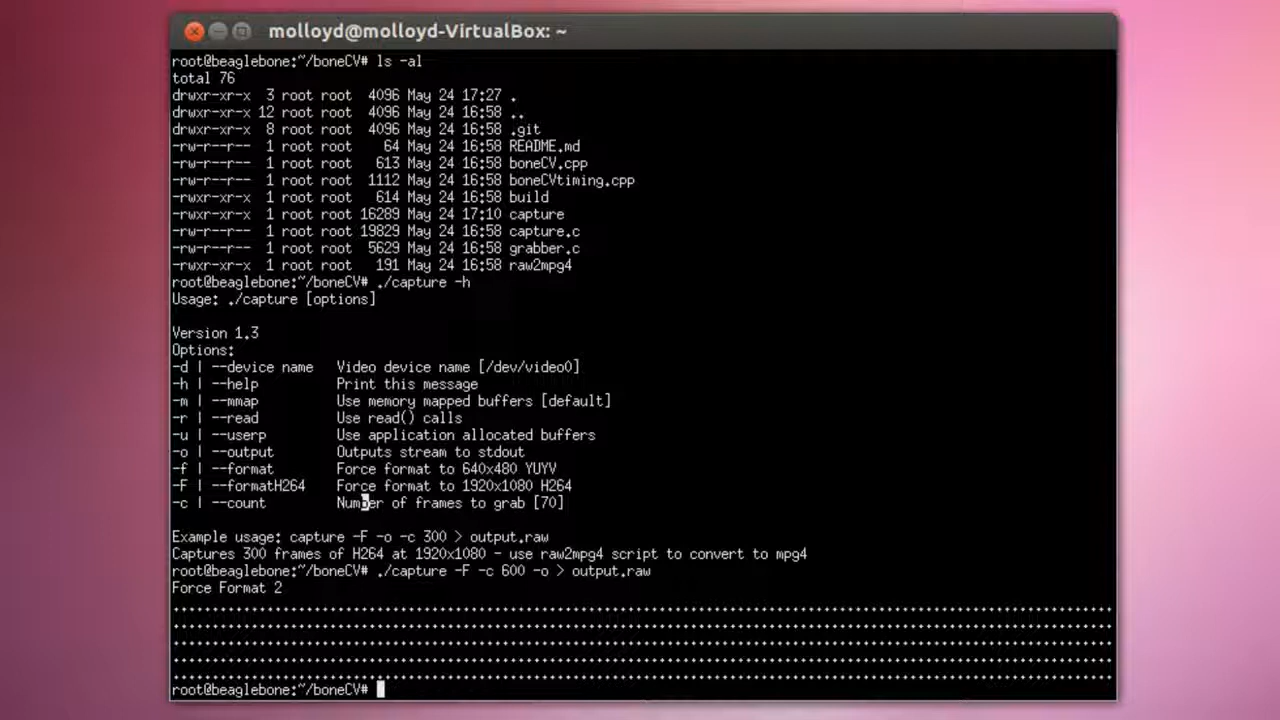 molloyd@molloyd-VirtualBox: ~
root@beaglebone:~/boneCV# ls -al
total 76
drwxr-xr-x  3 root root  4096 May 24 17:27 .
drwxr-xr-x 12 root root  4096 May 24 16:58 ..
drwxr-xr-x  8 root root  4096 May 24 16:58 .git
-rw-r--r--  1 root root    64 May 24 16:58 README.md
-rw-r--r--  1 root root   613 May 24 16:58 boneCV.cpp
-rw-r--r--  1 root root  1112 May 24 16:58 boneCVtiming.cpp
-rwxr-xr-x  1 root root   614 May 24 16:58 build
-rwxr-xr-x  1 root root 16289 May 24 17:10 capture
-rw-r--r--  1 root root 19829 May 24 16:58 capture.c
-rw-r--r--  1 root root  5629 May 24 16:58 grabber.c
-rwxr-xr-x  1 root root   191 May 24 16:58 raw2mpg4
root@beaglebone:~/boneCV# ./capture -h
Usage: ./capture [options]
Version 1.3
Options:
-d | --device name   Video device name [/dev/video0]
-h | --help          Print this message
-m | --mmap          Use memory mapped buffers [default]
-r | --read          Use read() calls
-u | --userp         Use application allocated buffers
-o | --output        Outputs stream to stdout
-f | --format        Force format to 640x480 YUYV
-F | --formatH264    Force format to 1920x1080 H264
-c | --count         Number of frames to grab [70]
Example usage: capture -F -o -c 300 > output.raw
Captures 300 frames of H264 at 1920x1080 - use raw2mpg4 script to convert to mpg4
root@beaglebone:~/boneCV# ./capture -F -c 600 -o > output.raw
Force Format 2
........................................................................................................................
........................................................................................................................
........................................................................................................................
........................................................................................................................
........................................................................................................................
root@beaglebone:~/boneCV#